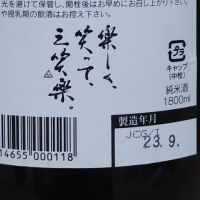 光を避けて保管し、開栓後はお早めにお召し上がり下さい。
や授乳期の飲酒はお控え下さい。
楽しく、
笑って、
三笑楽。
プラ
キャップ
(中栓)
純米酒
1800ml
製造年月
JCG/I
23.9.
14655 000118